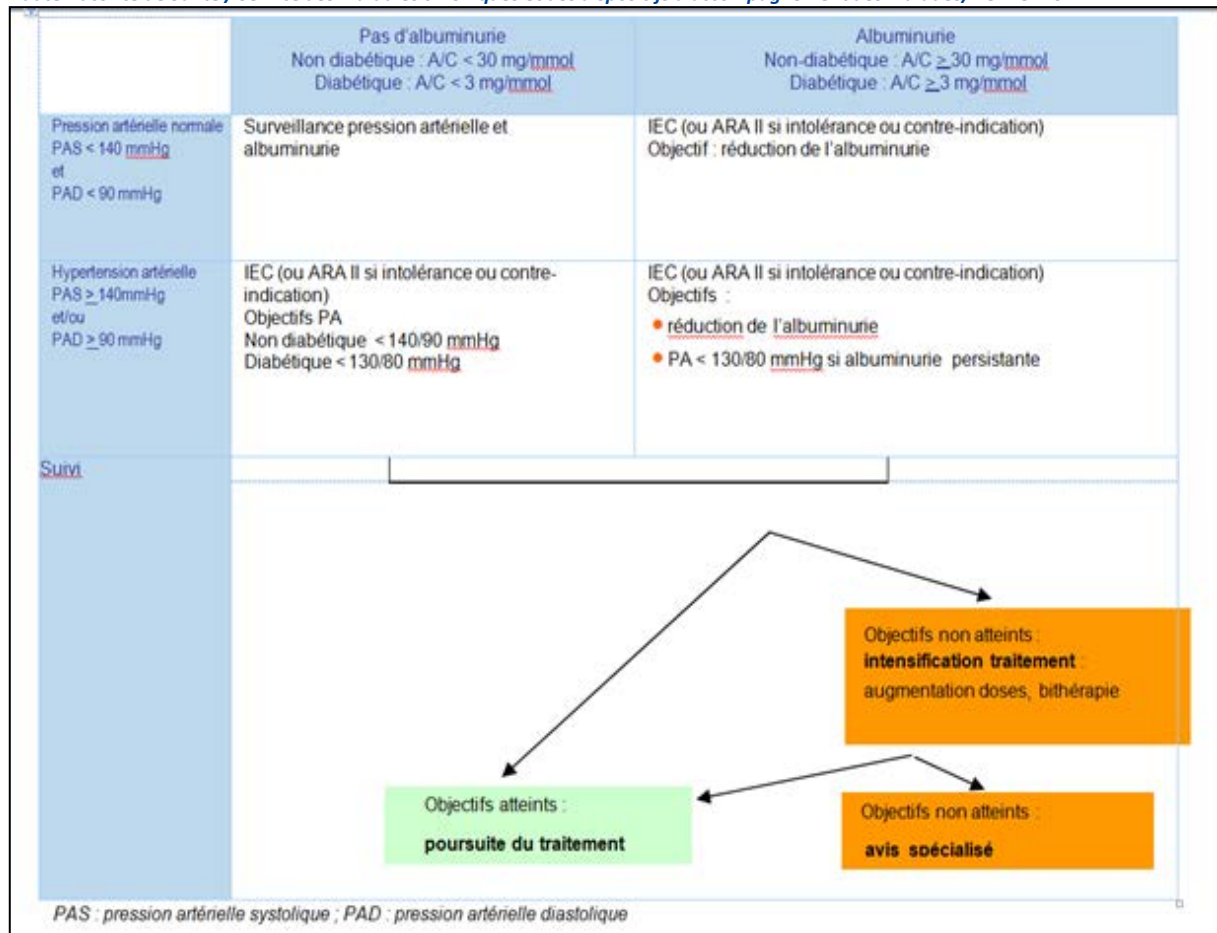 Pas d'albuminurie
Non diabétique : A/C < 30 mg/mmol
Diabétique : A/C < 3 mg/mmol
Albuminurie
Non-diabétique : A/C ≥ 30 mg/mmol
Diabétique : A/C ≥ 3 mg/mmol
Pression artérielle normale
PAS < 140 mmHg
et
PAD < 90 mmHg
Surveillance pression artérielle et
albuminurie
IEC (ou ARA II si intolérance ou contre-indication)
Objectif : réduction de l'albuminurie
Hypertension artérielle
PAS ≥ 140mmHg
et/ou
PAD ≥ 90 mmHg
IEC (ou ARA II si intolérance ou contre-
indication)
Objectifs PA
Non diabétique < 140/90 mmHg
Diabétique < 130/80 mmHg
IEC (ou ARA II si intolérance ou contre-indication)
Objectifs :
• réduction de l'albuminurie
• PA < 130/80 mmHg si albuminurie persistante
Suivi
Objectifs non atteints :
intensification traitement :
augmentation doses, bithérapie
Objectifs atteints :
poursuite du traitement
Objectifs non atteints :
avis spécialisé
PAS : pression artérielle systolique ; PAD : pression artérielle diastolique